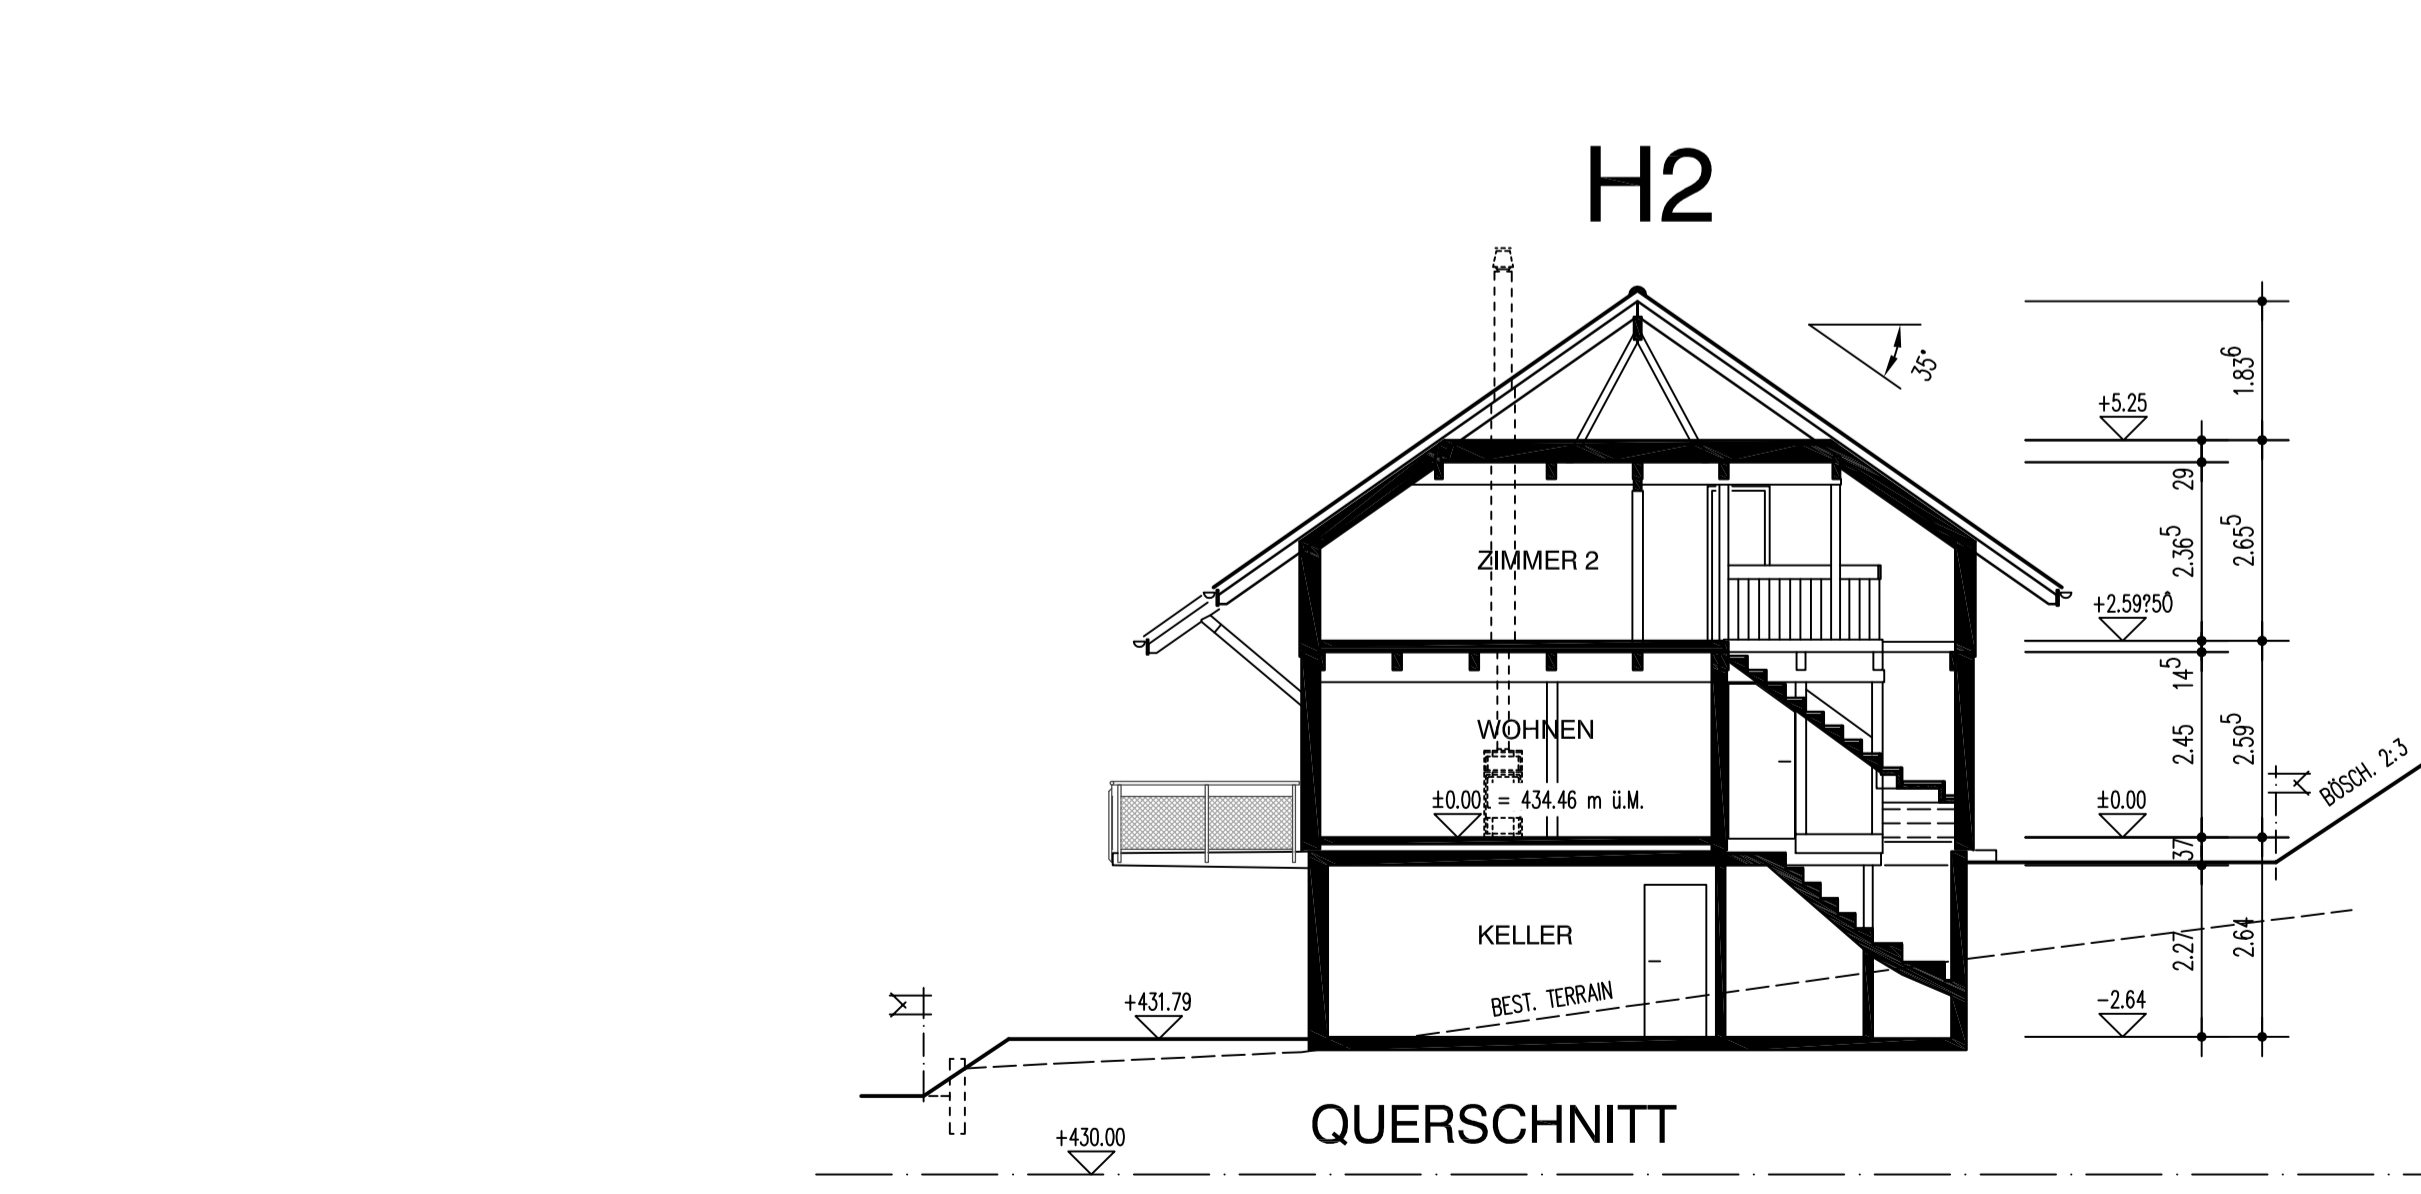 H2
35°
1.83⁶
+5.25
29
2.36⁵
2.65⁵
ZIMMER 2
+2.59?5Ô
14⁵
WOHNEN
2.45
2.59⁵
BÖSCH. 2:3
±0.00 = 434.46 m ü.M.
±0.00
37
KELLER
2.27
2.64
BEST. TERRAIN
+431.79
-2.64
QUERSCHNITT
+430.00